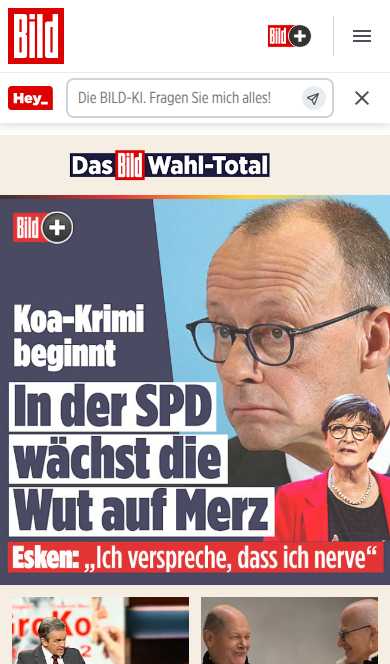 Bild
Bild +
Hey_
Die BILD-KI. Fragen Sie mich alles!
Das Bild Wahl-Total
Bild +
Koa-Krimi
beginnt
In der SPD
wächst die
Wut auf Merz
Esken: „Ich verspreche, dass ich nerve“